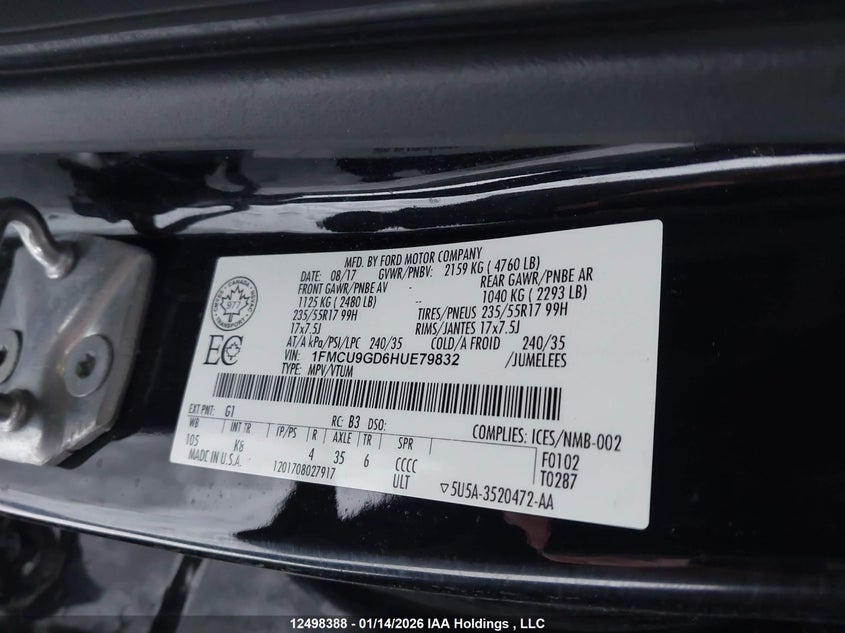 MFD. BY FORD MOTOR COMPANY
DATE: 08/17 GVWR/PNBV: 2159 KG ( 4760 LB)
FRONT GAWR/PNBE AV - REAR GAWR/PNBE AR
1125 KG ( 2480 LB) -- 1040 KG ( 2293 LB)
235/55R17 99H TIRES/PNEUS 235/55R17 99H
17x7.5J RIMS/JANTES 17x7.5J
AT/A kPa/PSI/LPC 240/35 COLD/A FROID 240/35
VIN: 1FMCU9GD6HUE79832 /JUMELEES
TYPE: MPV/VTUM
CANADA
TRANSPORT
977
EC
EXT PNT: G1 RC: B3 DSO:
COMPLIES: ICES/NMB-002
WB INT TR TP/PS R AXLE TR SPR
105 K8 4 35 6 CCCC
F0102
MADE IN U.S.A. 1201708027917 ULT
T0287
5U5A-3520472-AA
12498388 - 01/14/2026 IAA Holdings , LLC